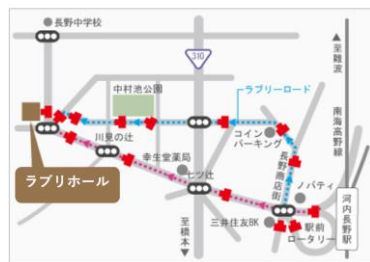 長野中学校
310
▲至難波
中村池公園
ラブリーロード
南海高野線
コイン
パーキング
川見の辻
長野商店街
幸生堂薬局
ノバティ
ラブリホール
七ツ辻
河内長野駅
至橋本▼
三井住友BK
駅前
ロータリー